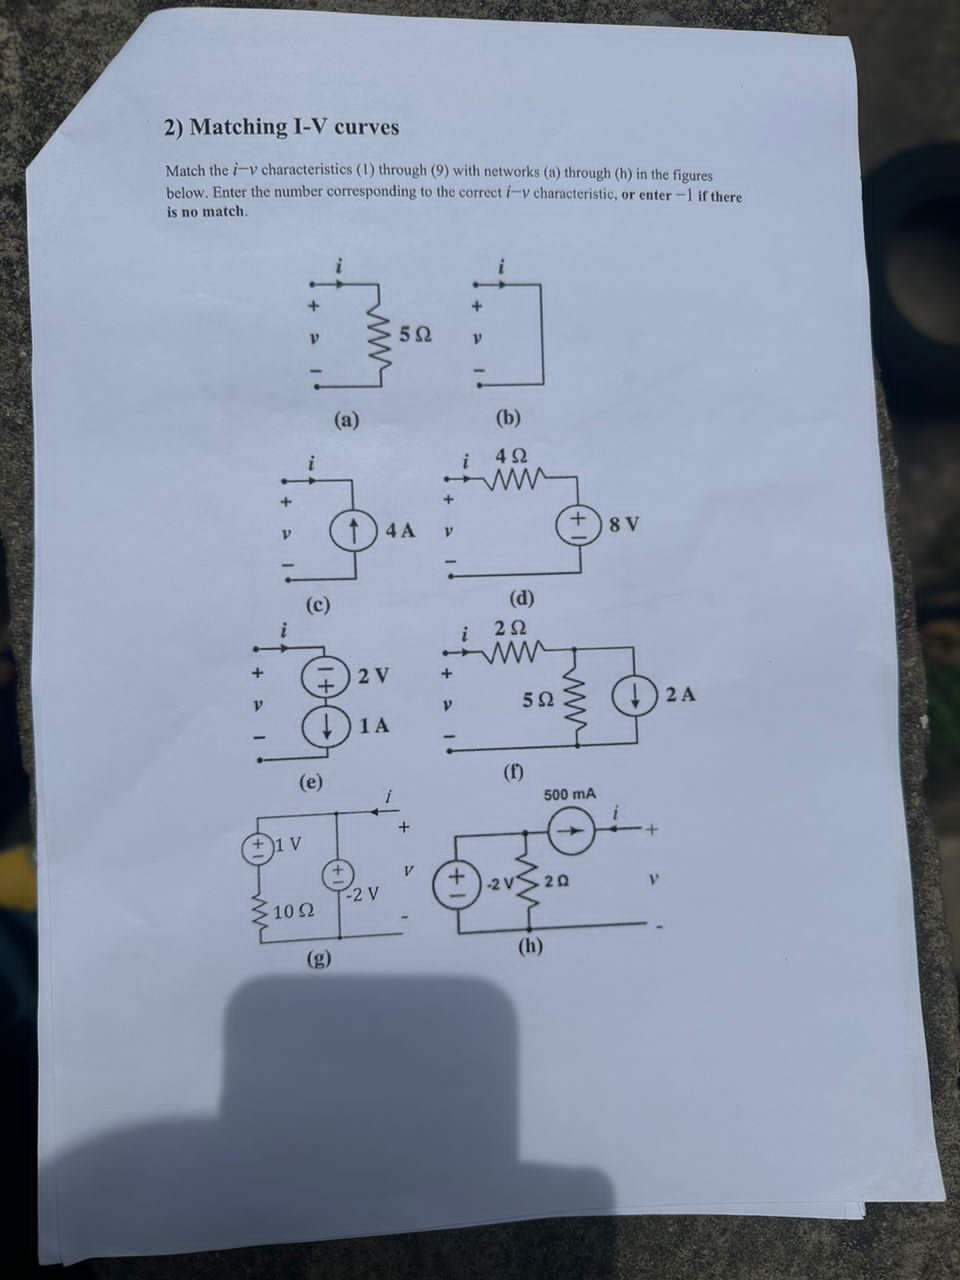 2) Matching I-V curves
Match the i−v characteristics (1) through (9) with networks (a) through (h) in the figures
below. Enter the number corresponding to the correct i−v characteristic, or enter −1 if there
is no match.
i
+
v
−
5 Ω
(a)
i
+
v
−
(b)
i
+
v
−
4 A
(c)
i
4 Ω
+
v
−
+
−
8 V
(d)
i
+
v
−
−
+
2 V
1 A
(e)
i
2 Ω
+
v
−
5 Ω
2 A
(f)
i
+
−
1 V
10 Ω
+
−
-2 V
+
v
-
(g)
500 mA
i
+
−
-2 V
2 Ω
+
v
-
(h)